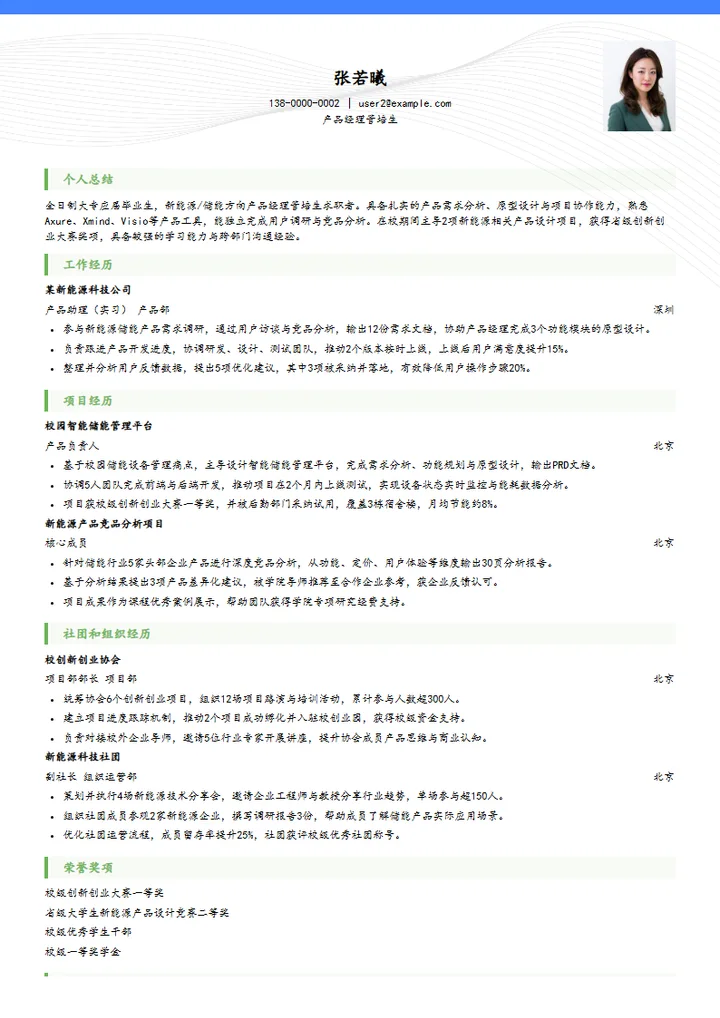 张若曦
138-0000-0002 | user2@example.com
产品经理管培生
个人总结
全日制大专应届毕业生，新能源/储能方向产品经理管培生求职者。具备扎实的产品需求分析、原型设计与项目协作能力，熟悉
Axure、Xmind、Visio等产品工具，能独立完成用户调研与竞品分析。在校期间主导2项新能源相关产品设计项目，获得省级创新创
业大赛奖项，具备较强的学习能力与跨部门沟通经验。
工作经历
某新能源科技公司
产品助理（实习） 产品部 深圳
• 参与新能源储能产品需求调研，通过用户访谈与竞品分析，输出12份需求文档，协助产品经理完成3个功能模块的原型设计。
• 负责跟进产品开发进度，协调研发、设计、测试团队，推动2个版本按时上线，上线后用户满意度提升15%。
• 整理并分析用户反馈数据，提出5项优化建议，其中3项被采纳并落地，有效降低用户操作步骤20%。
项目经历
校园智能储能管理平台
产品负责人 北京
• 基于校园储能设备管理痛点，主导设计智能储能管理平台，完成需求分析、功能规划与原型设计，输出PRD文档。
• 协调5人团队完成前端与后端开发，推动项目在2个月内上线测试，实现设备状态实时监控与能耗数据分析。
• 项目获校级创新创业大赛一等奖，并被后勤部门采纳试用，覆盖3栋宿舍楼，月均节能约8%。
新能源产品竞品分析项目
核心成员 北京
• 针对储能行业5家头部企业产品进行深度竞品分析，从功能、定价、用户体验等维度输出30页分析报告。
• 基于分析结果提出3项产品差异化建议，被学院导师推荐至合作企业参考，获企业反馈认可。
• 项目成果作为课程优秀案例展示，帮助团队获得学院专项研究经费支持。
社团和组织经历
校创新创业协会
项目部部长 项目部 北京
• 统筹协会6个创新创业项目，组织12场项目路演与培训活动，累计参与人数超300人。
• 建立项目进度跟踪机制，推动2个项目成功孵化并入驻校创业园，获得校级资金支持。
• 负责对接校外企业导师，邀请5位行业专家开展讲座，提升协会成员产品思维与商业认知。
新能源科技社团
副社长 组织运营部 北京
• 策划并执行4场新能源技术分享会，邀请企业工程师与教授分享行业趋势，单场参与超150人。
• 组织社团成员参观2家新能源企业，撰写调研报告3份，帮助成员了解储能产品实际应用场景。
• 优化社团运营流程，成员留存率提升25%，社团获评校级优秀社团称号。
荣誉奖项
校级创新创业大赛一等奖
省级大学生新能源产品设计竞赛二等奖
校级优秀学生干部
校级一等奖学金